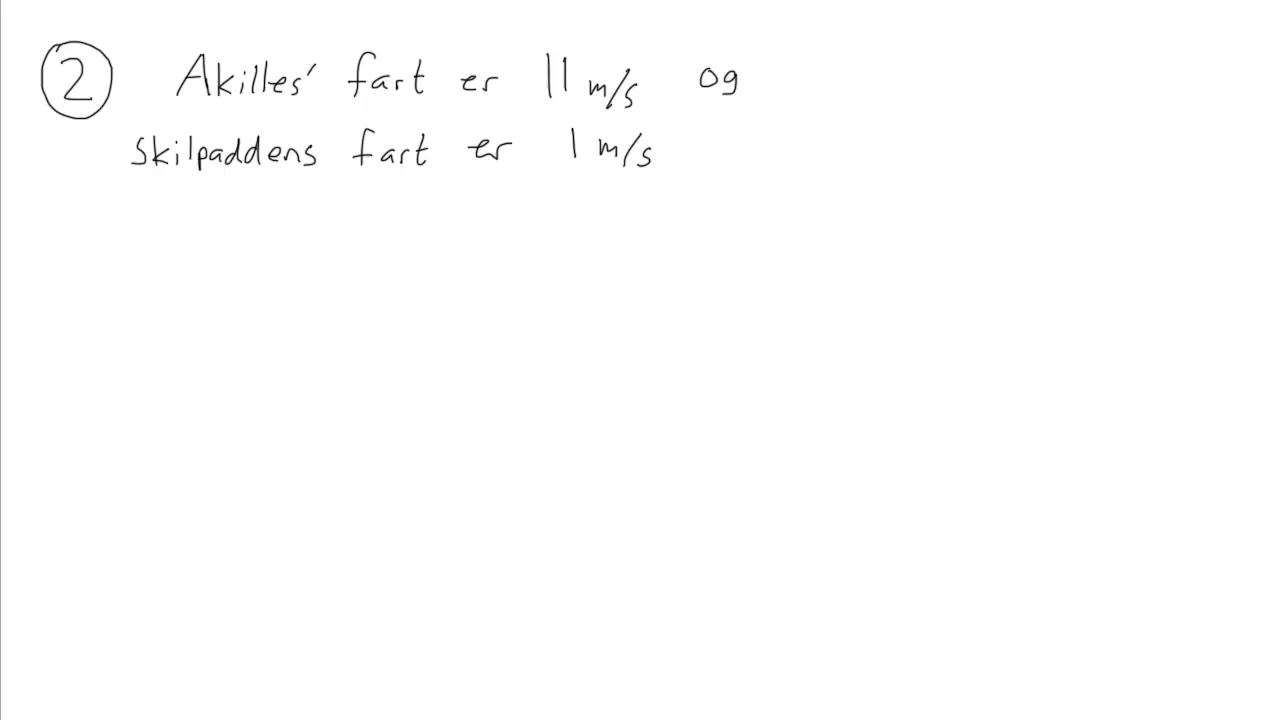 ② Akilles' fart er 11 m/s og
skilpaddens fart er 1 m/s